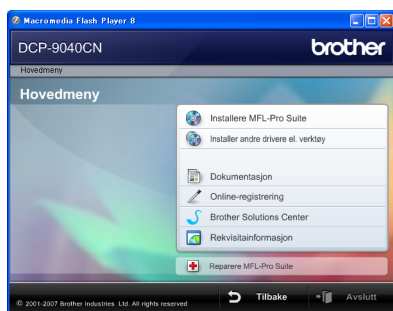 Macromedia Flash Player 8
DCP-9040CN
brother
Hovedmeny
Hovedmeny
Installere MFL-Pro Suite
Installer andre drivere el. verktøy
Dokumentasjon
Online-registrering
Brother Solutions Center
Rekvisitainformasjon
Reparere MFL-Pro Suite
© 2001-2007 Brother Industries Ltd. All rights reserved
Tilbake
Avslutt